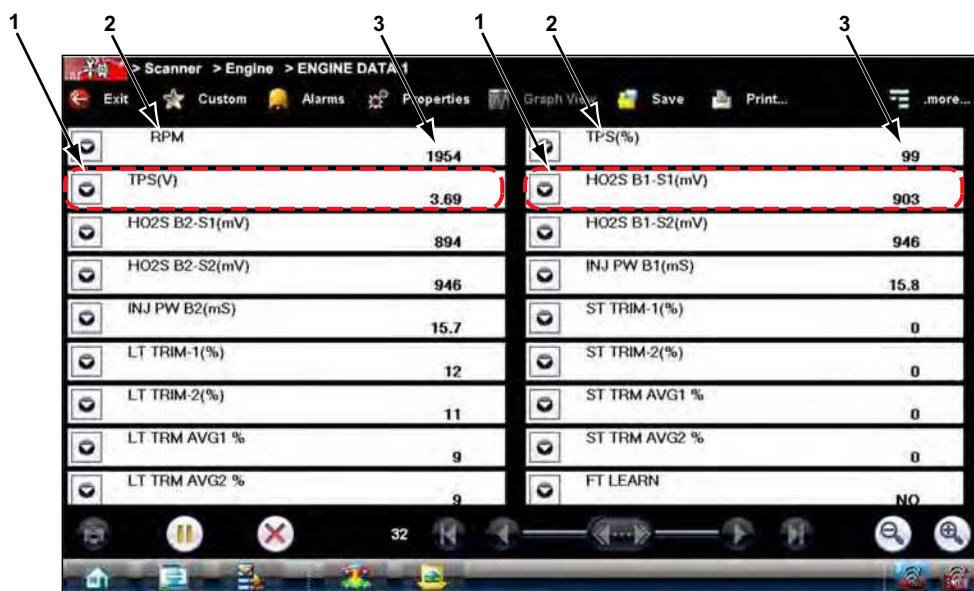 1 2 3 1 2 3
> Scanner > Engine > ENGINE DATA 1
Exit Custom Alarms Properties Graph View Save Print... .more...
RPM 1954 TPS(%) 99
TPS(V) 3.69 HO2S B1-S1(mV) 903
HO2S B2-S1(mV) 894 HO2S B1-S2(mV) 946
HO2S B2-S2(mV) 946 INJ PW B1(mS) 15.8
INJ PW B2(mS) 15.7 ST TRIM-1(%) 0
LT TRIM-1(%) 12 ST TRIM-2(%) 0
LT TRIM-2(%) 11 ST TRM AVG1 % 0
LT TRM AVG1 % 9 ST TRM AVG2 % 0
LT TRM AVG2 % 9 FT LEARN NO
32